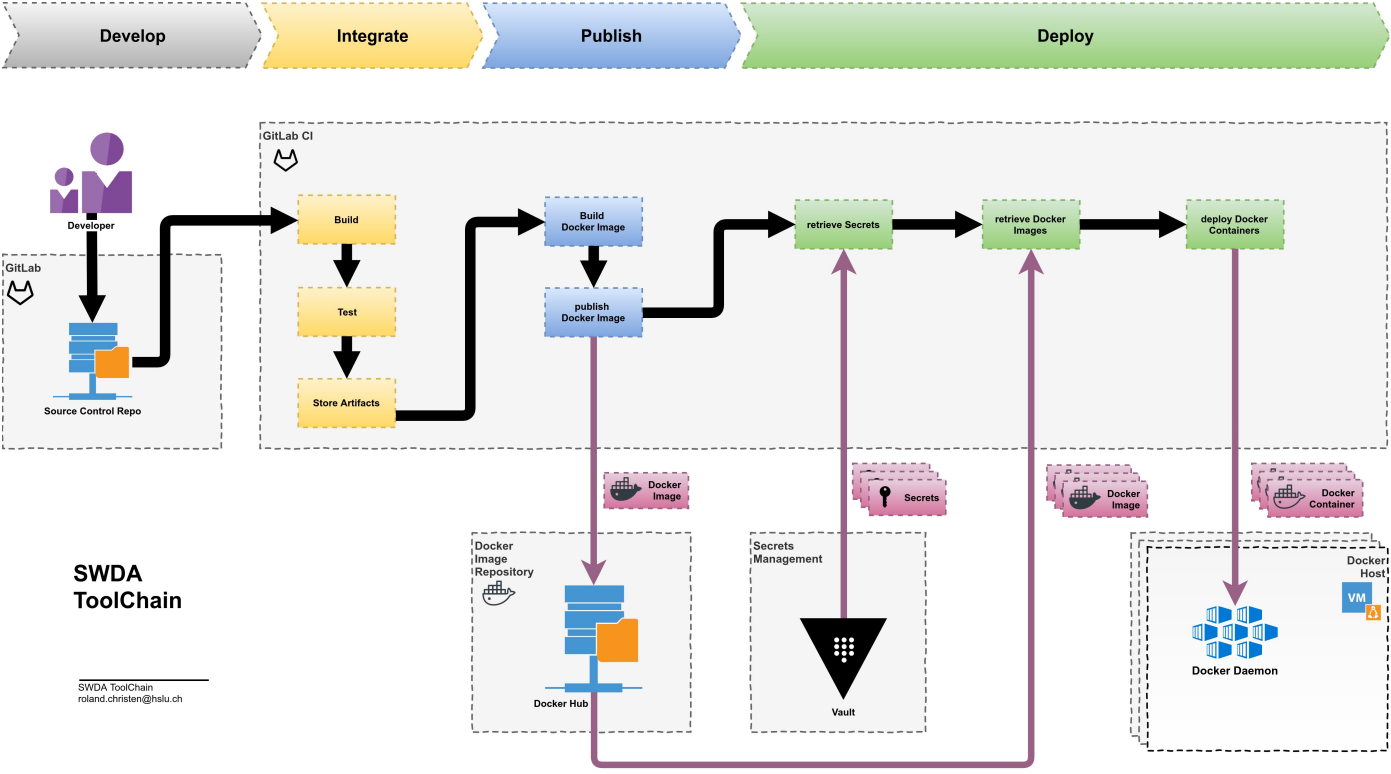 Develop
Integrate
Publish
Deploy
GitLab CI
Developer
GitLab
Source Control Repo
Build
Test
Store Artifacts
Build
Docker Image
publish
Docker Image
retrieve Secrets
retrieve Docker
Images
deploy Docker
Containers
Docker
Image
Secrets
Docker
Image
Docker
Container
Docker
Image
Repository
Docker Hub
Secrets
Management
Vault
Docker
Host
VM
Docker Daemon
SWDA
ToolChain
SWDA ToolChain
roland.christen@hslu.ch